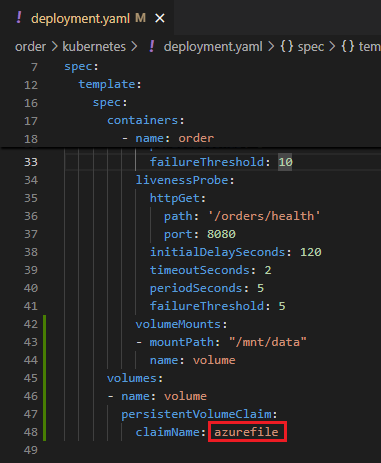 ! deployment.yaml M ×
order > kubernetes > ! deployment.yaml > {} spec > {} tem
7 spec:
12 template:
16 spec:
17 containers:
18 - name: order
33 failureThreshold: 10
34 livenessProbe:
35 httpGet:
36 path: '/orders/health'
37 port: 8080
38 initialDelaySeconds: 120
39 timeoutSeconds: 2
40 periodSeconds: 5
41 failureThreshold: 5
42 volumeMounts:
43 - mountPath: "/mnt/data"
44 name: volume
45 volumes:
46 - name: volume
47 persistentVolumeClaim:
48 claimName: azurefile
49